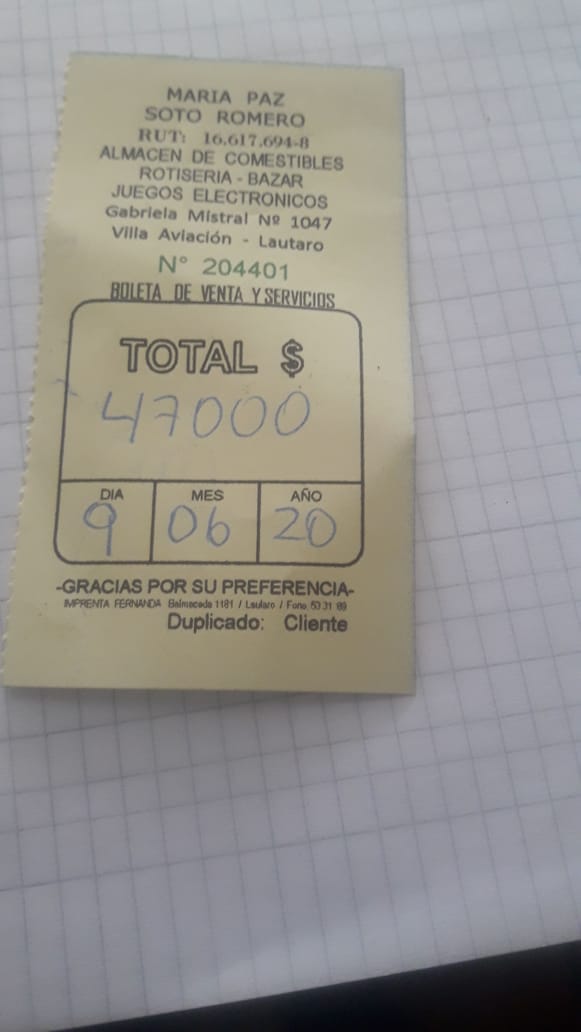 MARIA PAZ
SOTO ROMERO
RUT: 16.617.694-8
ALMACEN DE COMESTIBLES
ROTISERIA - BAZAR
JUEGOS ELECTRONICOS
Gabriela Mistral Nº 1047
Villa Aviación - Lautaro
N° 204401
BOLETA DE VENTA Y SERVICIOS
TOTAL $
47000
DIA MES AÑO
9 06 20
-GRACIAS POR SU PREFERENCIA-
IMPRENTA FERNANDA Balmaceda 1181 / Lautaro / Fono 53 31 89
Duplicado: Cliente